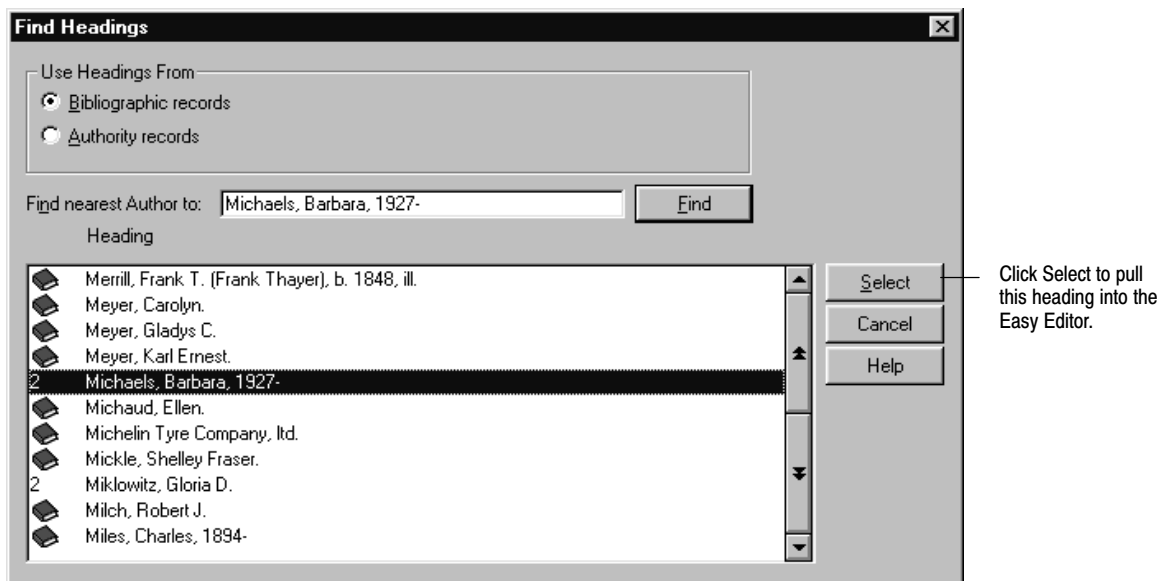 Find Headings
Use Headings From
Bibliographic records
Authority records
Find nearest Author to: Michaels, Barbara, 1927- Find
Heading
Merrill, Frank T. (Frank Thayer), b. 1848, ill.
Meyer, Carolyn.
Meyer, Gladys C.
Meyer, Karl Ernest.
2 Michaels, Barbara, 1927-
Michaud, Ellen.
Michelin Tyre Company, ltd.
Mickle, Shelley Fraser.
2 Miklowitz, Gloria D.
Milch, Robert J.
Miles, Charles, 1894-
Select
Cancel
Help
Click Select to pull
this heading into the
Easy Editor.